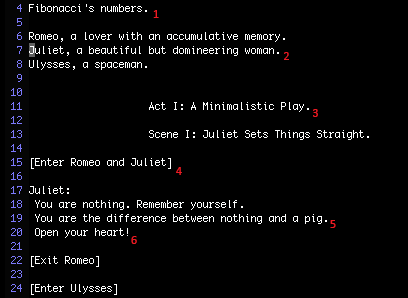 4 Fibonacci's numbers. 1
5
6 Romeo, a lover with an accumulative memory.
7 Juliet, a beautiful but domineering woman. 2
8 Ulysses, a spaceman.
9
10
11 Act I: A Minimalistic Play. 3
12
13 Scene I: Juliet Sets Things Straight.
14
15 [Enter Romeo and Juliet] 4
16
17 Juliet:
18 You are nothing. Remember yourself.
19 You are the difference between nothing and a pig. 5
20 Open your heart! 6
21
22 [Exit Romeo]
23
24 [Enter Ulysses]